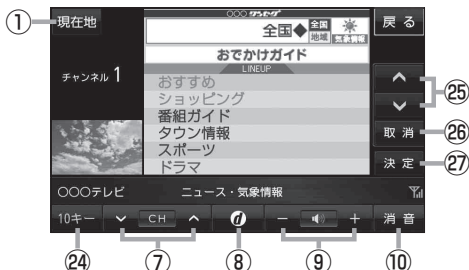 ① 現在地
○○○ ワンセグ
戻る
全国◆ 全国 地域 気象情報
おでかけガイド
LINEUP
チャンネル 1
おすすめ
ショッピング
番組ガイド
タウン情報
スポーツ
ドラマ
㉕
取消 ㉖
決定 ㉗
○○○テレビ ニュース・気象情報
10キー CH d − + 消音
㉔ ⑦ ⑧ ⑨ ⑩